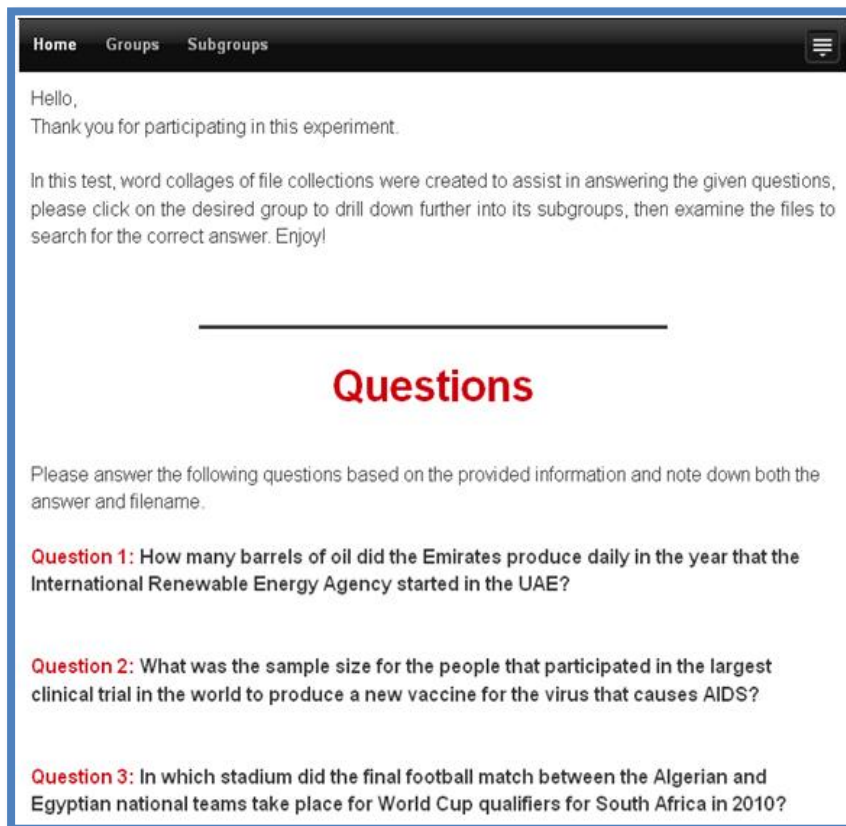 Home Groups Subgroups
Hello,
Thank you for participating in this experiment.
In this test, word collages of file collections were created to assist in answering the given questions,
please click on the desired group to drill down further into its subgroups, then examine the files to
search for the correct answer. Enjoy!
Questions
Please answer the following questions based on the provided information and note down both the
answer and filename.
Question 1: How many barrels of oil did the Emirates produce daily in the year that the
International Renewable Energy Agency started in the UAE?
Question 2: What was the sample size for the people that participated in the largest
clinical trial in the world to produce a new vaccine for the virus that causes AIDS?
Question 3: In which stadium did the final football match between the Algerian and
Egyptian national teams take place for World Cup qualifiers for South Africa in 2010?